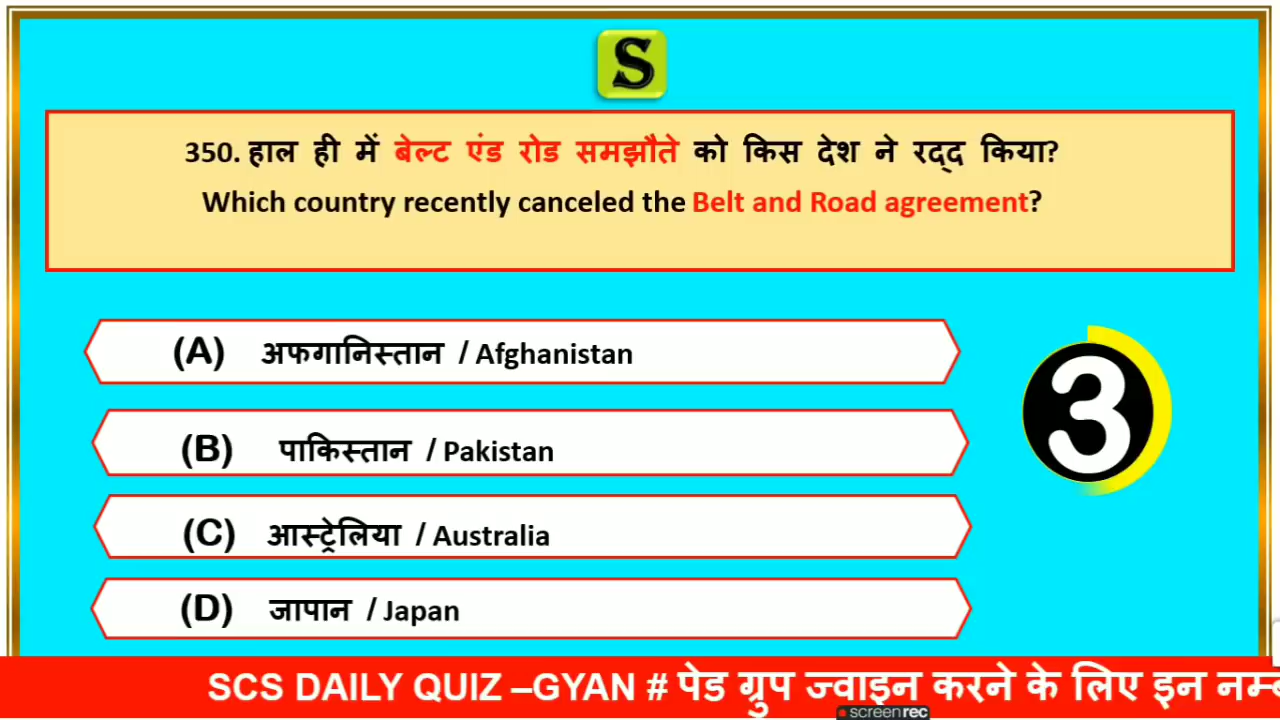 S
350. हाल ही में बेल्ट एंड रोड समझौते को किस देश ने रद्द किया?
Which country recently canceled the Belt and Road agreement?
(A) अफगानिस्तान / Afghanistan
(B) पाकिस्तान / Pakistan
3
(C) आस्ट्रेलिया / Australia
(D) जापान / Japan
SCS DAILY QUIZ –GYAN # पेड ग्रुप ज्वाइन करने के लिए इन
screenrec